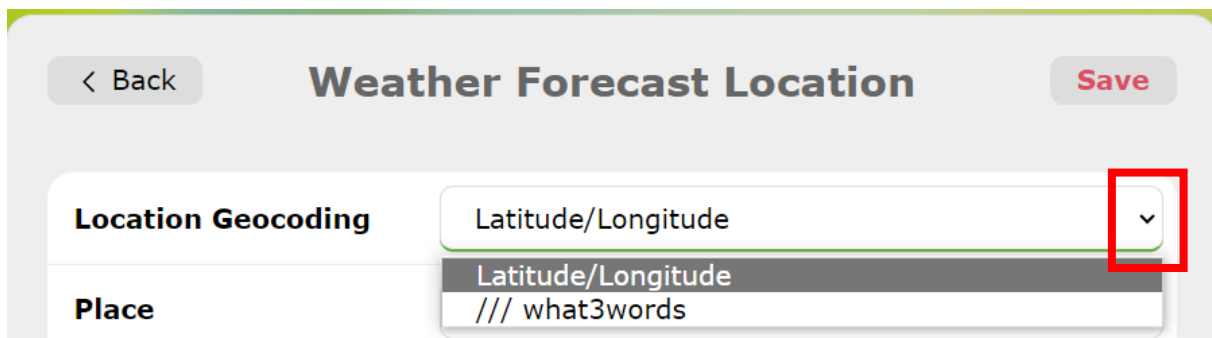 < Back
Weather Forecast Location
Save
Location Geocoding
Latitude/Longitude
Latitude/Longitude
/// what3words
Place